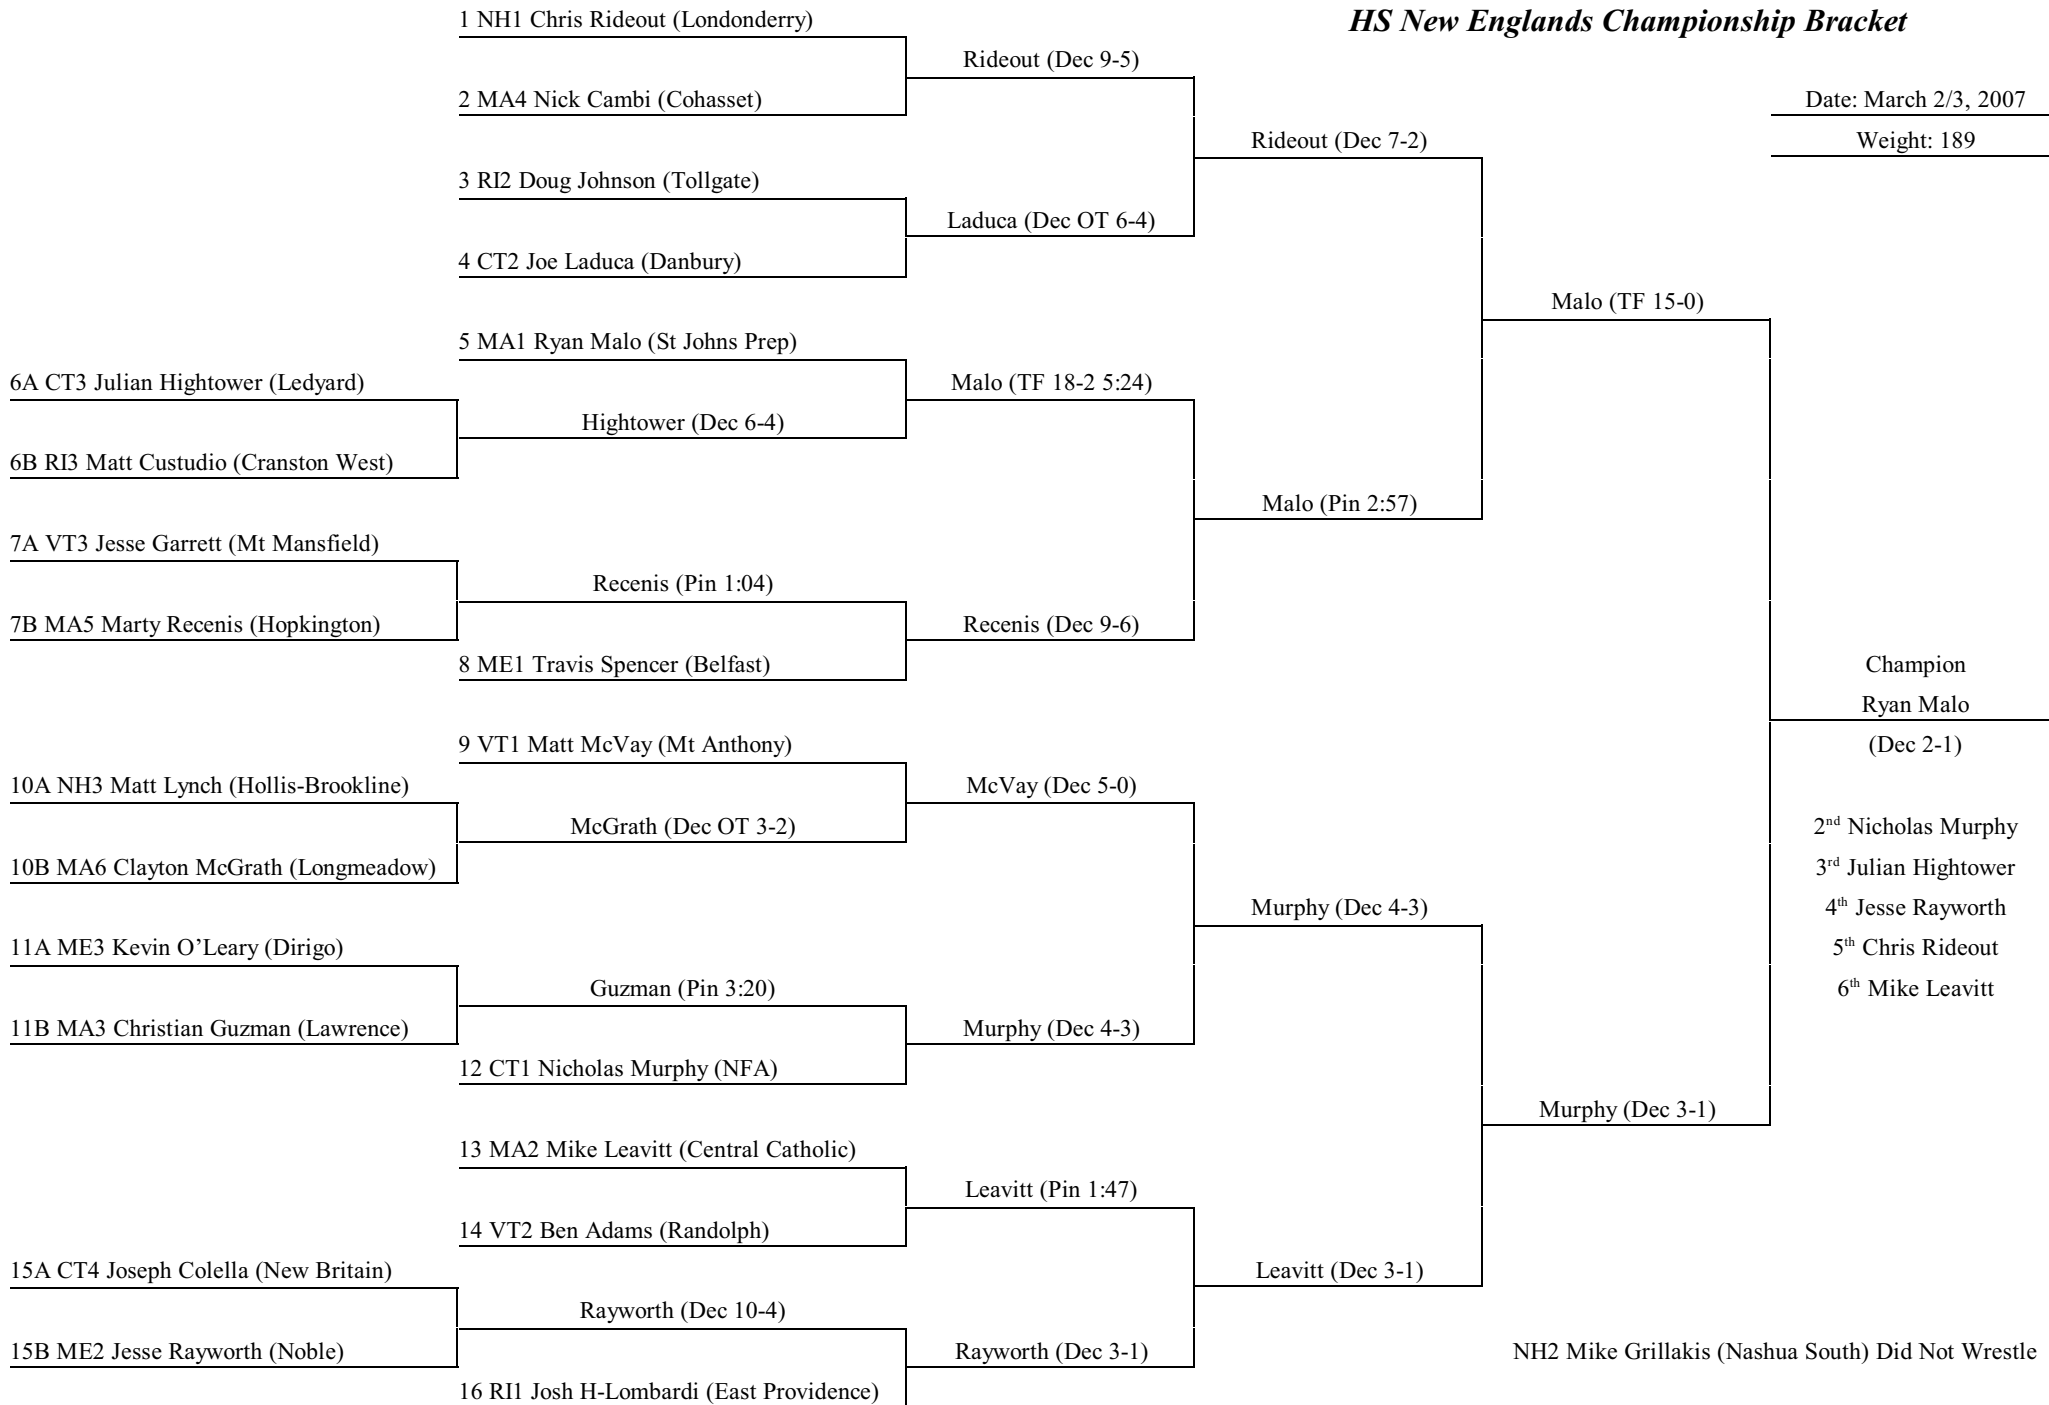 HS New Englands Championship Bracket
Date: March 2/3, 2007
Weight: 189
1 NH1 Chris Rideout (Londonderry)
Rideout (Dec 9-5)
2 MA4 Nick Cambi (Cohasset)
Rideout (Dec 7-2)
3 RI2 Doug Johnson (Tollgate)
Laduca (Dec OT 6-4)
4 CT2 Joe Laduca (Danbury)
Malo (TF 15-0)
5 MA1 Ryan Malo (St Johns Prep)
6A CT3 Julian Hightower (Ledyard)
Malo (TF 18-2 5:24)
Hightower (Dec 6-4)
6B RI3 Matt Custudio (Cranston West)
Malo (Pin 2:57)
7A VT3 Jesse Garrett (Mt Mansfield)
Recenis (Pin 1:04)
7B MA5 Marty Recenis (Hopkington)
Recenis (Dec 9-6)
8 ME1 Travis Spencer (Belfast)
Champion
Ryan Malo
(Dec 2-1)
9 VT1 Matt McVay (Mt Anthony)
10A NH3 Matt Lynch (Hollis-Brookline)
McVay (Dec 5-0)
McGrath (Dec OT 3-2)
10B MA6 Clayton McGrath (Longmeadow)
2nd Nicholas Murphy
3rd Julian Hightower
4th Jesse Rayworth
5th Chris Rideout
6th Mike Leavitt
Murphy (Dec 4-3)
11A ME3 Kevin O’Leary (Dirigo)
Guzman (Pin 3:20)
11B MA3 Christian Guzman (Lawrence)
Murphy (Dec 4-3)
12 CT1 Nicholas Murphy (NFA)
Murphy (Dec 3-1)
13 MA2 Mike Leavitt (Central Catholic)
Leavitt (Pin 1:47)
14 VT2 Ben Adams (Randolph)
15A CT4 Joseph Colella (New Britain)
Leavitt (Dec 3-1)
Rayworth (Dec 10-4)
15B ME2 Jesse Rayworth (Noble)
Rayworth (Dec 3-1)
NH2 Mike Grillakis (Nashua South) Did Not Wrestle
16 RI1 Josh H-Lombardi (East Providence)